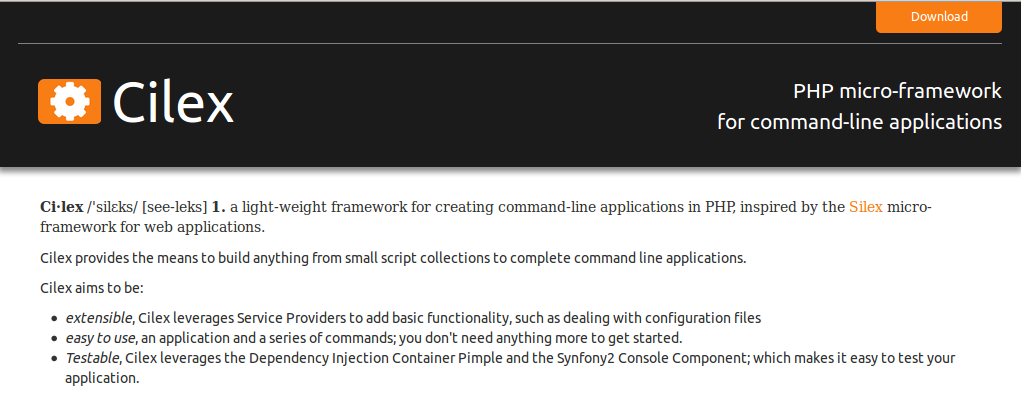 Download
Cilex
PHP micro-framework
for command-line applications
Ci·lex /'silɛks/ [see-leks] 1. a light-weight framework for creating command-line applications in PHP, inspired by the Silex micro-
framework for web applications.
Cilex provides the means to build anything from small script collections to complete command line applications.
Cilex aims to be:
• extensible, Cilex leverages Service Providers to add basic functionality, such as dealing with configuration files
• easy to use, an application and a series of commands; you don't need anything more to get started.
• Testable, Cilex leverages the Dependency Injection Container Pimple and the Synfony2 Console Component; which makes it easy to test your
application.